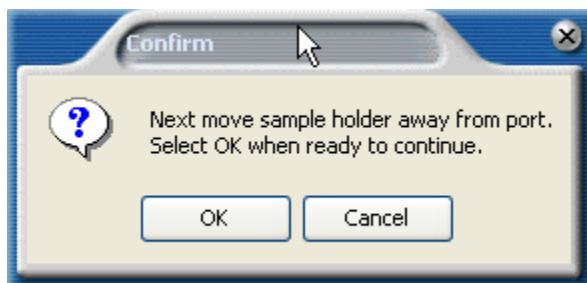 Confirm
Next move sample holder away from port.
Select OK when ready to continue.
OK
Cancel